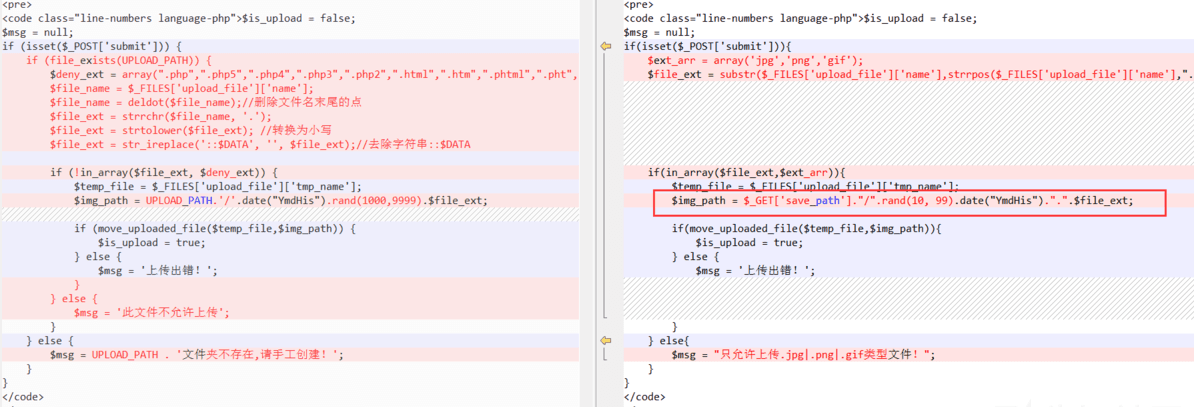 <pre>
<code class="line-numbers language-php">$is_upload = false;
$msg = null;
if (isset($_POST['submit'])) {
if (file_exists(UPLOAD_PATH)) {
$deny_ext = array(".php",".php5",".php4",".php3",".php2",".html",".htm",".phtml",".pht",
$file_name = $_FILES['upload_file']['name'];
$file_name = deldot($file_name);//删除文件名末尾的点
$file_ext = strrchr($file_name, '.');
$file_ext = strtolower($file_ext); //转换为小写
$file_ext = str_ireplace('::$DATA', '', $file_ext);//去除字符串::$DATA
if (!in_array($file_ext, $deny_ext)) {
$temp_file = $_FILES['upload_file']['tmp_name'];
$img_path = UPLOAD_PATH.'/'.date("YmdHis").rand(1000,9999).$file_ext;
if (move_uploaded_file($temp_file,$img_path)) {
$is_upload = true;
} else {
$msg = '上传出错！';
}
} else {
$msg = '此文件不允许上传';
}
} else {
$msg = UPLOAD_PATH . '文件夹不存在,请手工创建！';
}
}
</code>
<pre>
<code class="line-numbers language-php">$is_upload = false;
$msg = null;
if(isset($_POST['submit'])){
$ext_arr = array('jpg','png','gif');
$file_ext = substr($_FILES['upload_file']['name'],strrpos($_FILES['upload_file']['name'],".
if(in_array($file_ext,$ext_arr)){
$temp_file = $_FILES['upload_file']['tmp_name'];
$img_path = $_GET['save_path']."/".rand(10, 99).date("YmdHis").".".$file_ext;
if(move_uploaded_file($temp_file,$img_path)){
$is_upload = true;
} else {
$msg = '上传出错！';
}
} else{
$msg = "只允许上传.jpg|.png|.gif类型文件！";
}
}
</code>